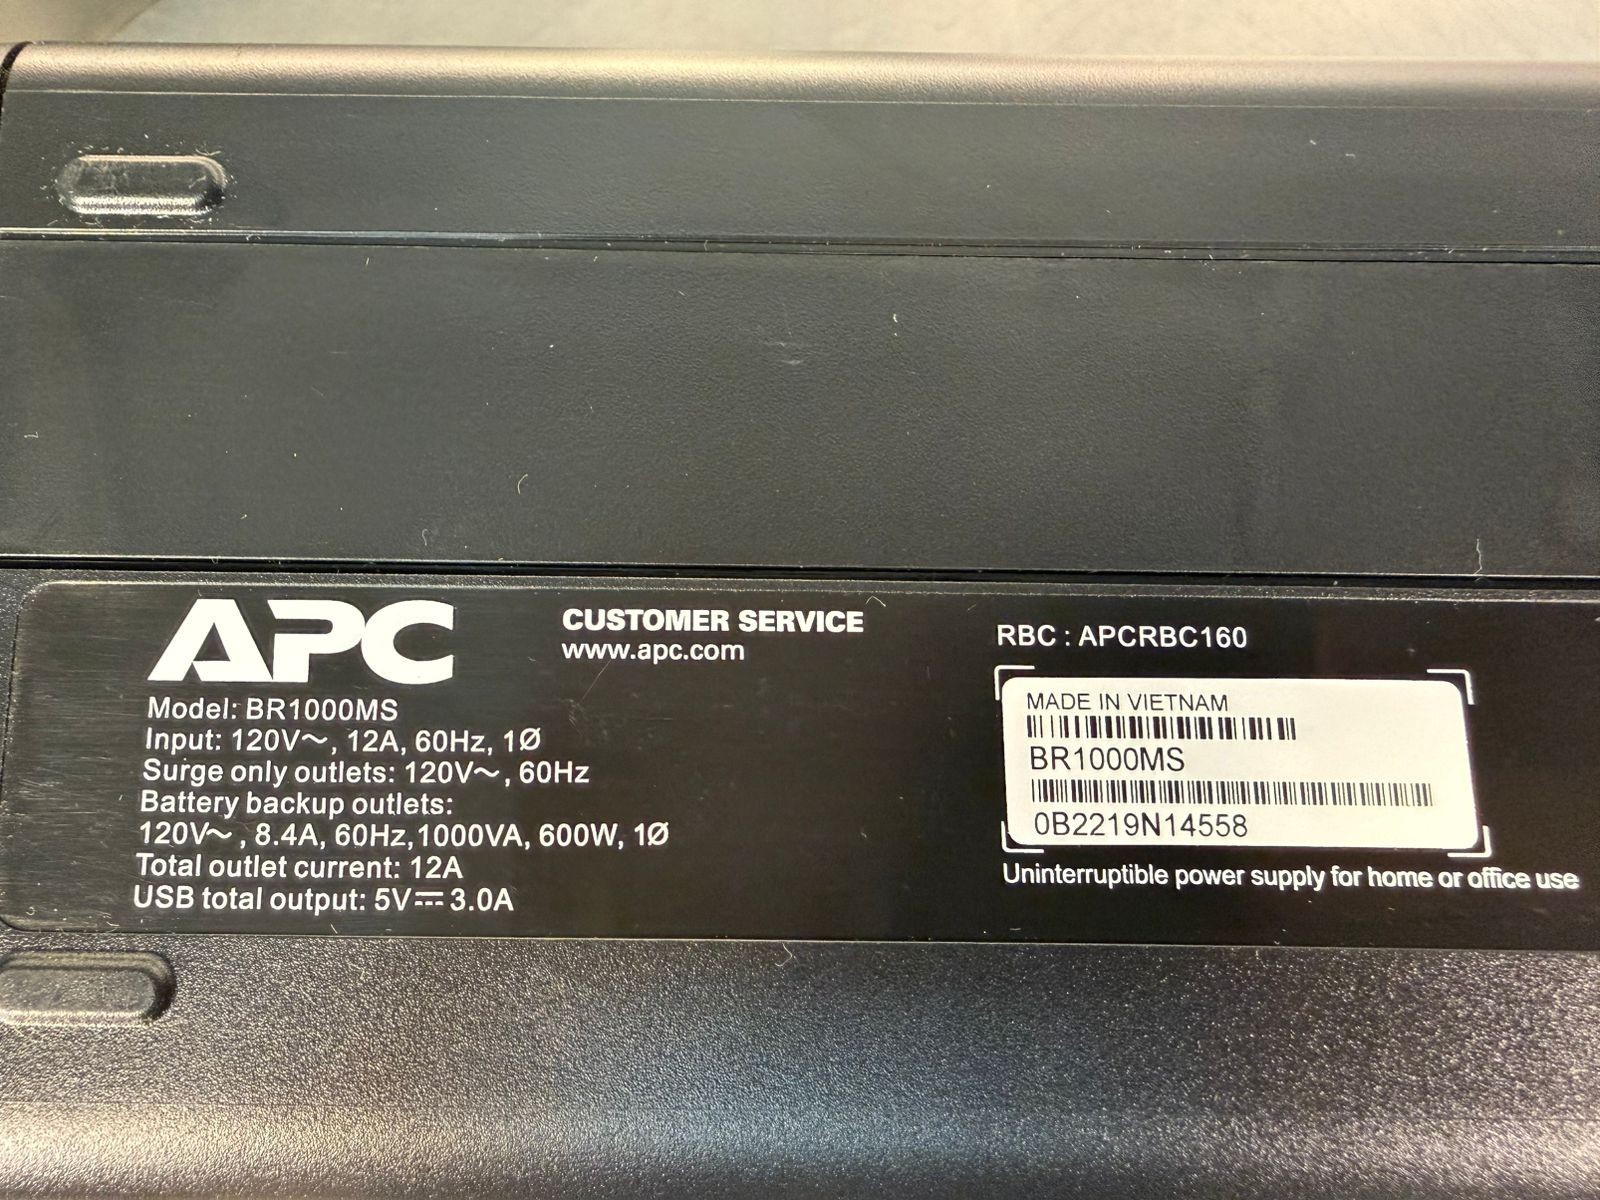 APC
Model: BR1000MS
Input: 120V~, 12A, 60Hz, 1Ø
Surge only outlets: 120V~, 60Hz
Battery backup outlets:
120V~ , 8.4A, 60Hz,1000VA, 600W, 1Ø
Total outlet current: 12A
USB total output: 5V⎓3.0A
CUSTOMER SERVICE
www.apc.com
RBC : APCRBC160
MADE IN VIETNAM
BR1000MS
0B2219N14558
Uninterruptible power supply for home or office use